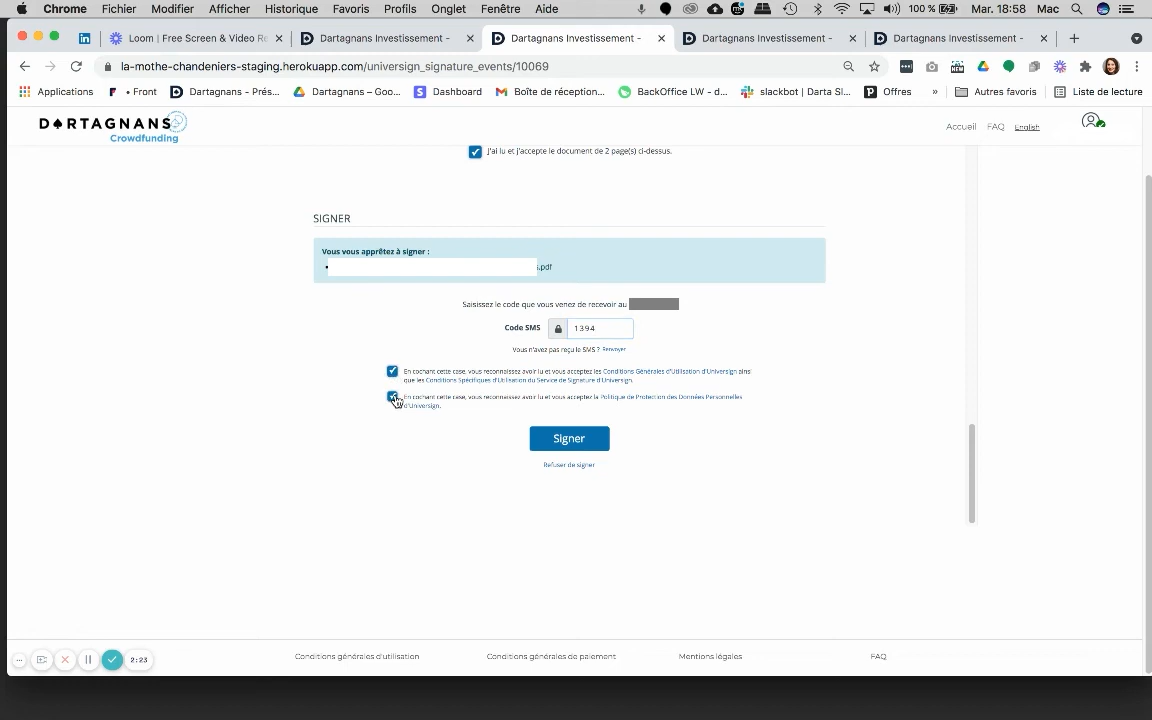 Chrome Fichier Modifier Afficher Historique Favoris Profils Onglet Fenêtre Aide 100 % Mar. 18:58 Mac
Loom | Free Screen & Video Re Dartagnans Investissement - Dartagnans Investissement - Dartagnans Investissement - Dartagnans Investissement -
la-mothe-chandeniers-staging.herokuapp.com/universign_signature_events/10069
Applications • Front Dartagnans - Prés... Dartagnans – Goo... Dashboard Boîte de réception... BackOffice LW - d... slackbot | Darta Sl... Offres » Autres favoris Liste de lecture
DARTAGNANS
Crowdfunding
Accueil FAQ English
J'ai lu et j'accepte le document de 2 page(s) ci-dessus.
SIGNER
Vous vous apprêtez à signer :
s.pdf
Saisissez le code que vous venez de recevoir au
Code SMS 1394
Vous n'avez pas reçu le SMS ? Renvoyer
En cochant cette case, vous reconnaissez avoir lu et vous acceptez les Conditions Générales d'Utilisation d'Universign ainsi
que les Conditions Spécifiques d'Utilisation du Service de Signature d'Universign.
En cochant cette case, vous reconnaissez avoir lu et vous acceptez la Politique de Protection des Données Personnelles
d'Universign.
Signer
Refuser de signer
2:23
Conditions générales d'utilisation Conditions générales de paiement Mentions légales FAQ